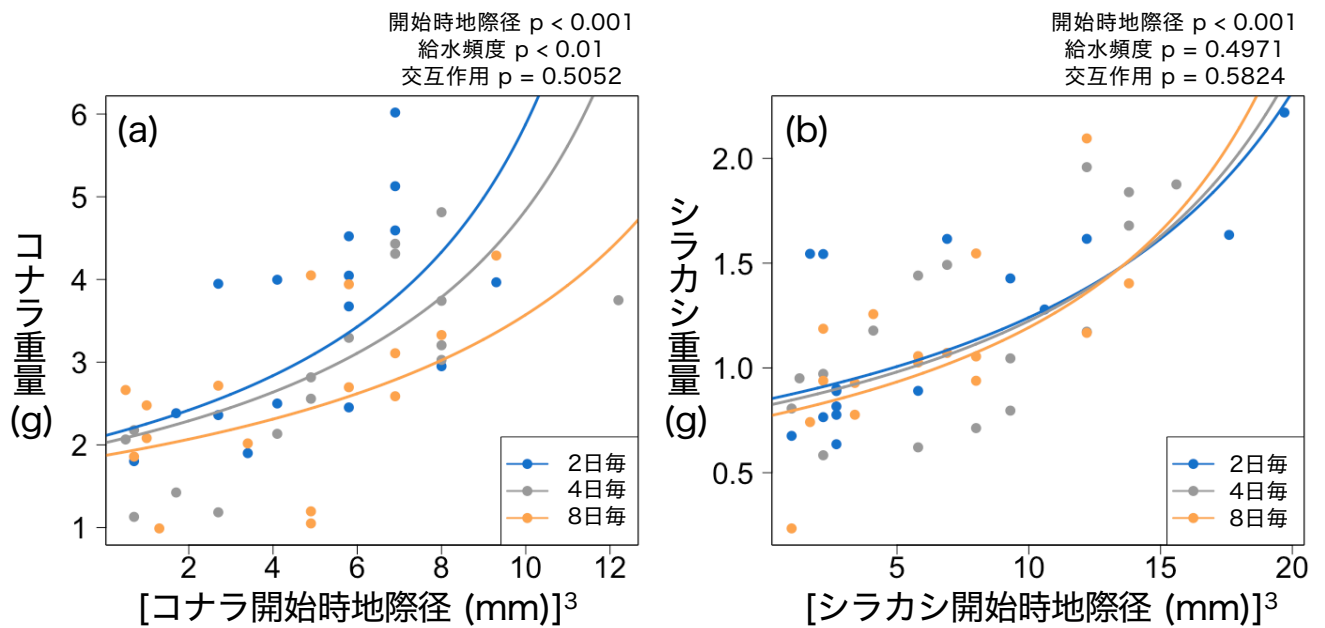 開始時地際径 p < 0.001
給水頻度 p < 0.01
交互作用 p = 0.5052
(a)
6
5
4
3
2
1
コナラ重量
(g)
2日毎
4日毎
8日毎
2 4 6 8 10 12
[コナラ開始時地際径 (mm)]³
開始時地際径 p < 0.001
給水頻度 p = 0.4971
交互作用 p = 0.5824
(b)
2.0
1.5
1.0
0.5
シラカシ重量
(g)
2日毎
4日毎
8日毎
5 10 15 20
[シラカシ開始時地際径 (mm)]³